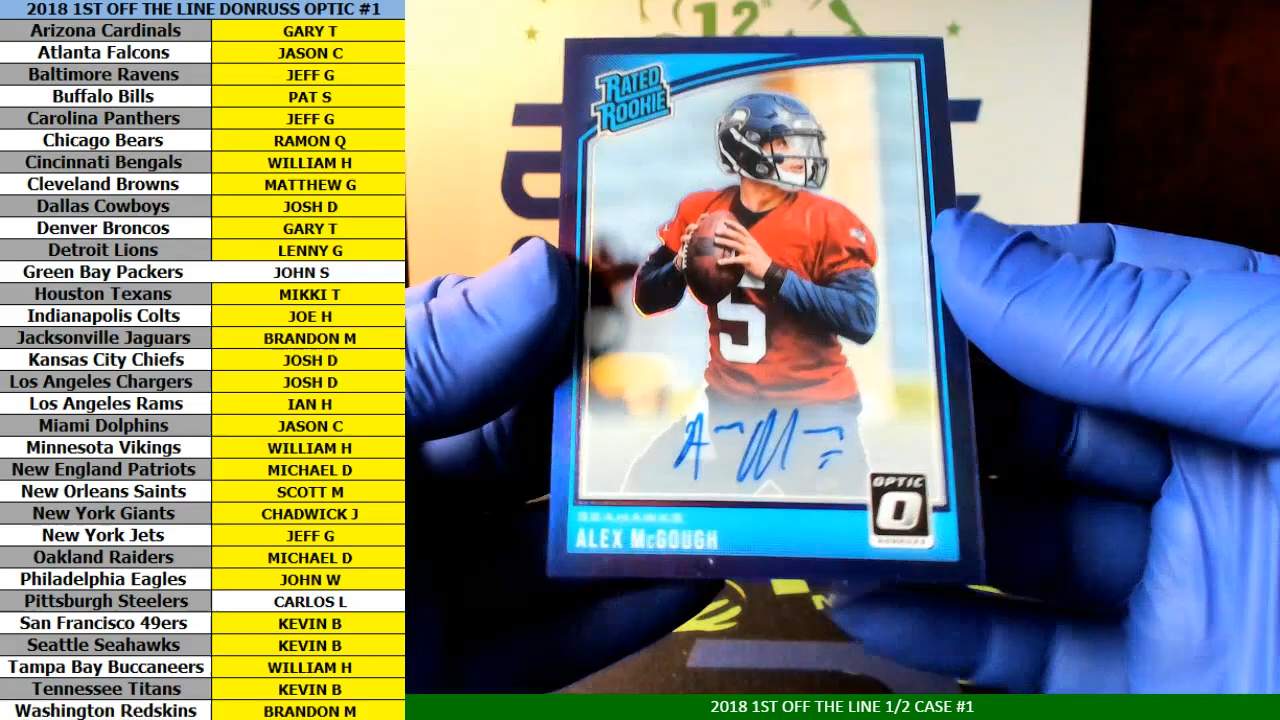 2018 1ST OFF THE LINE DONRUSS OPTIC #1
Arizona Cardinals GARY T
Atlanta Falcons JASON C
Baltimore Ravens JEFF G
Buffalo Bills PAT S
Carolina Panthers JEFF G
Chicago Bears RAMON Q
Cincinnati Bengals WILLIAM H
Cleveland Browns MATTHEW G
Dallas Cowboys JOSH D
Denver Broncos GARY T
Detroit Lions LENNY G
Green Bay Packers JOHN S
Houston Texans MIKKI T
Indianapolis Colts JOE H
Jacksonville Jaguars BRANDON M
Kansas City Chiefs JOSH D
Los Angeles Chargers JOSH D
Los Angeles Rams IAN H
Miami Dolphins JASON C
Minnesota Vikings WILLIAM H
New England Patriots MICHAEL D
New Orleans Saints SCOTT M
New York Giants CHADWICK J
New York Jets JEFF G
Oakland Raiders MICHAEL D
Philadelphia Eagles JOHN W
Pittsburgh Steelers CARLOS L
San Francisco 49ers KEVIN B
Seattle Seahawks KEVIN B
Tampa Bay Buccaneers WILLIAM H
Tennessee Titans KEVIN B
Washington Redskins BRANDON M
12
RATED
ROOKIE
5
OPTIC
O
DONRUSS
SEAHAWKS
ALEX McGOUGH
2018 1ST OFF THE LINE 1/2 CASE #1